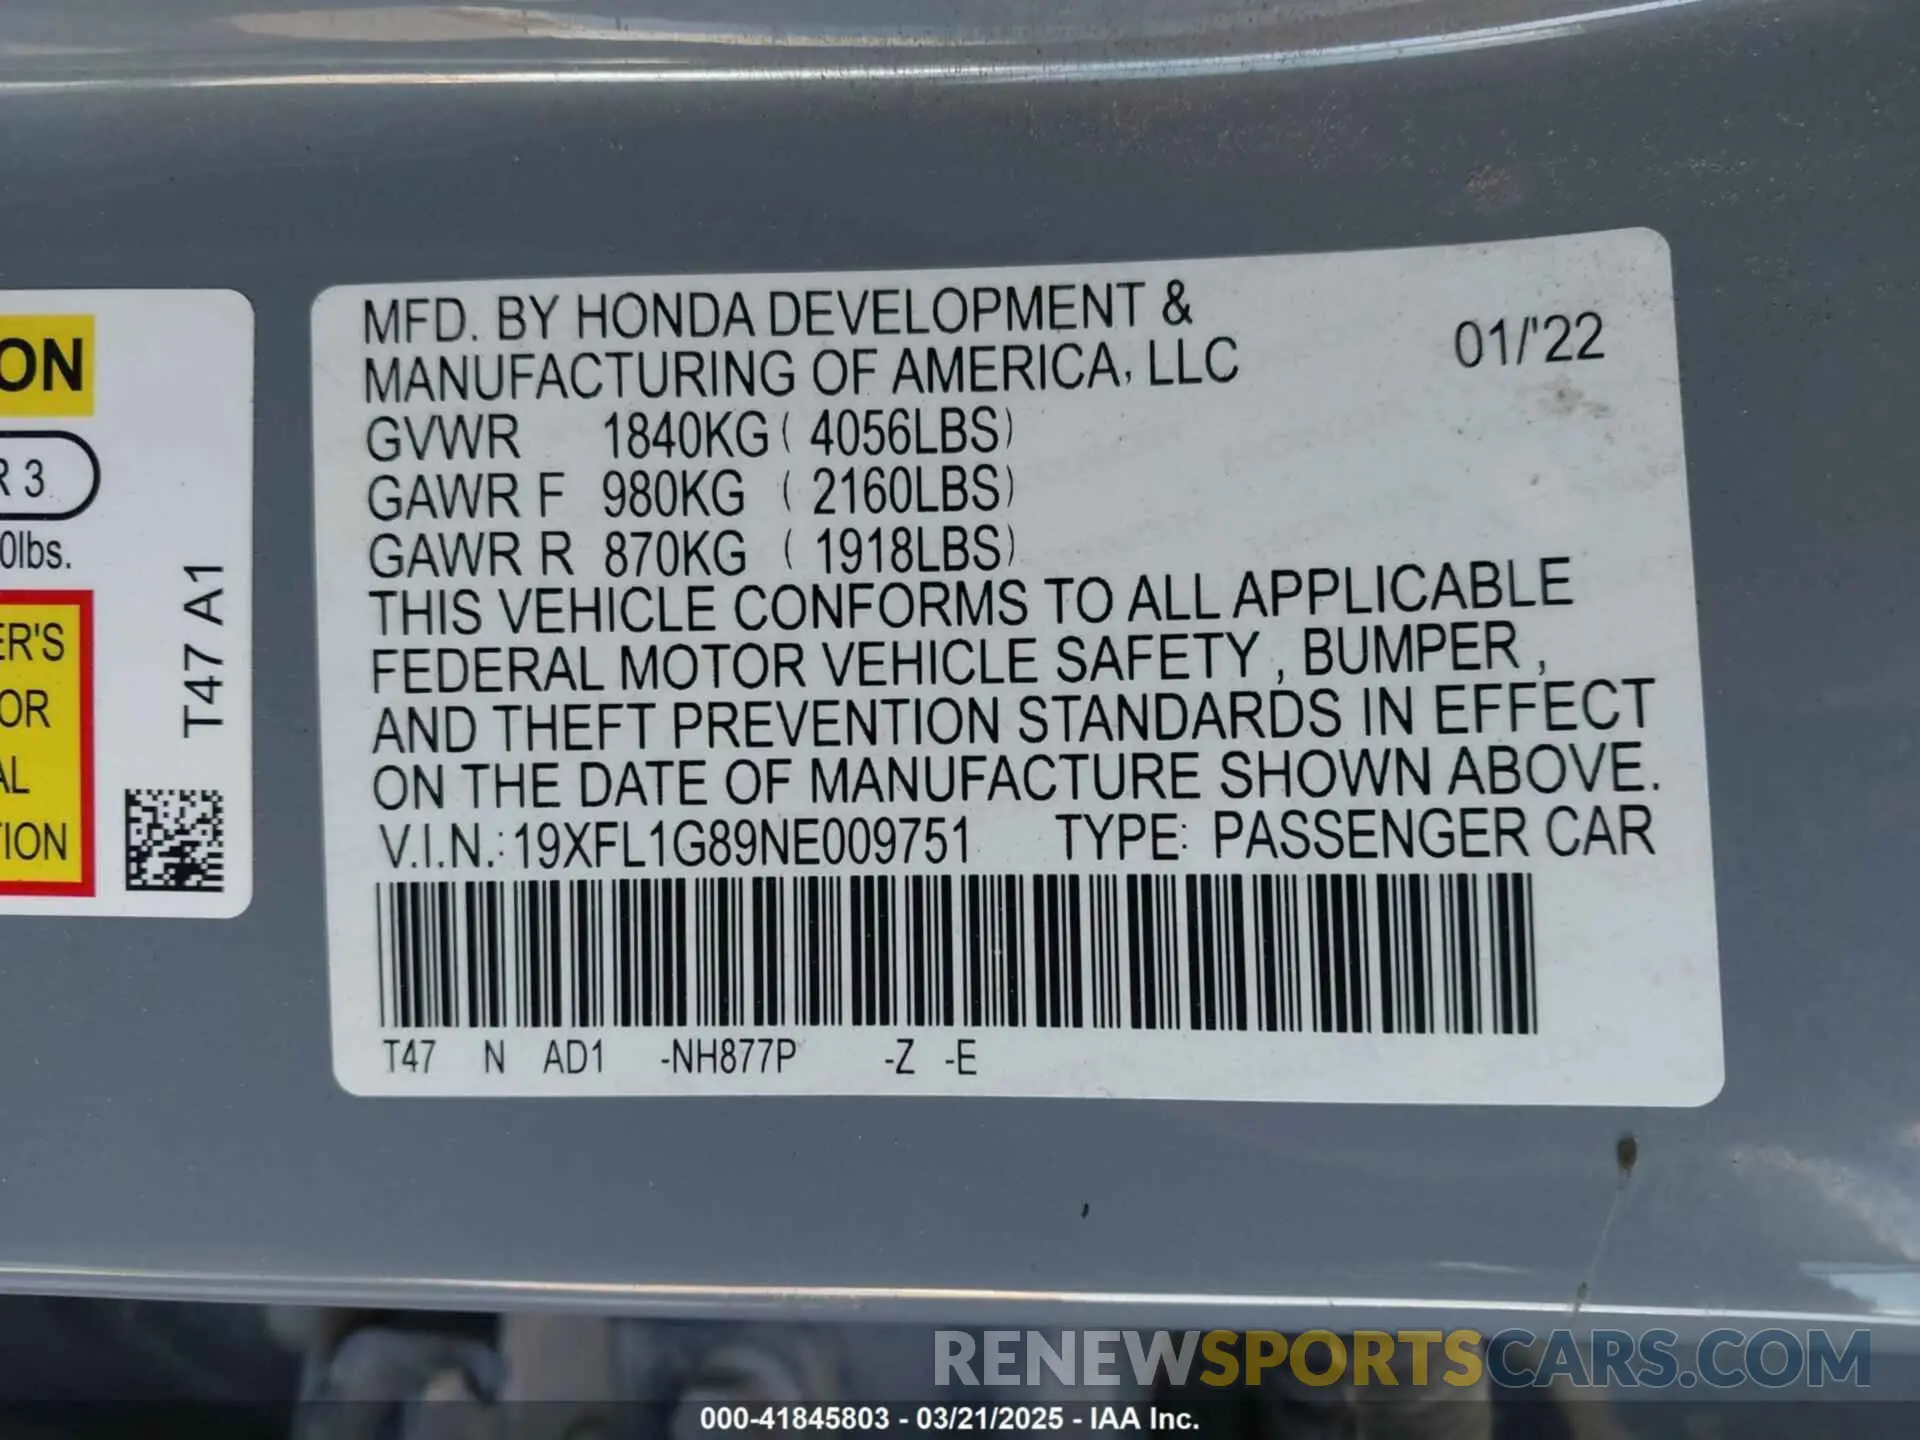 ON
R 3
0lbs.
ER'S
OR
AL
TION
T47 A1
MFD. BY HONDA DEVELOPMENT &
MANUFACTURING OF AMERICA, LLC
01/'22
GVWR 1840KG ( 4056LBS)
GAWR F 980KG ( 2160LBS)
GAWR R 870KG ( 1918LBS)
THIS VEHICLE CONFORMS TO ALL APPLICABLE
FEDERAL MOTOR VEHICLE SAFETY , BUMPER ,
AND THEFT PREVENTION STANDARDS IN EFFECT
ON THE DATE OF MANUFACTURE SHOWN ABOVE.
V.I.N.: 19XFL1G89NE009751 TYPE: PASSENGER CAR
T47 N AD1 -NH877P -Z -E
RENEWSPORTSCARS.COM
000-41845803 - 03/21/2025 - IAA Inc.